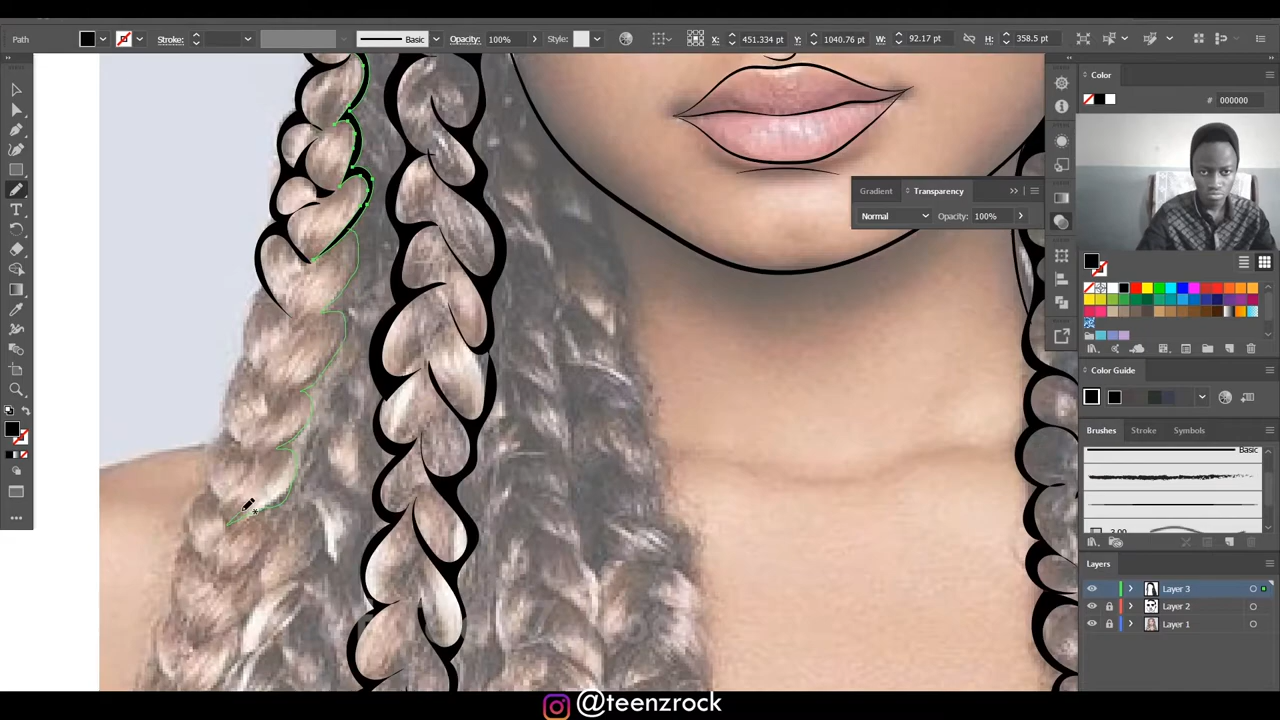 Path
Stroke:
Basic
Opacity: 100%
Style:
X: 451.334 pt
Y: 1040.76 pt
W: 92.17 pt
H: 358.5 pt
Color
# 000000
Gradient
Transparency
Normal
Opacity: 100%
Color Guide
Brushes
Stroke
Symbols
Basic
Layers
Layer 3
Layer 2
Layer 1
@teenzrock